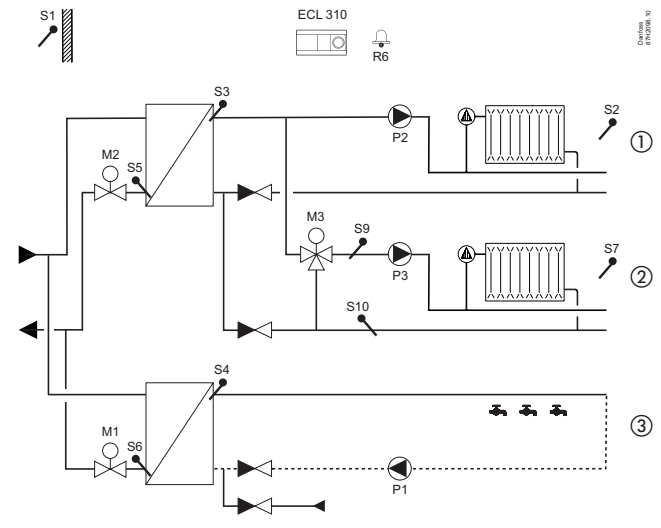 S1
ECL 310
R6
Danfoss
87H2098.10
S3
P2
S2
①
M2
S5
M3
S9
P3
S7
②
S10
S4
③
M1
S6
P1